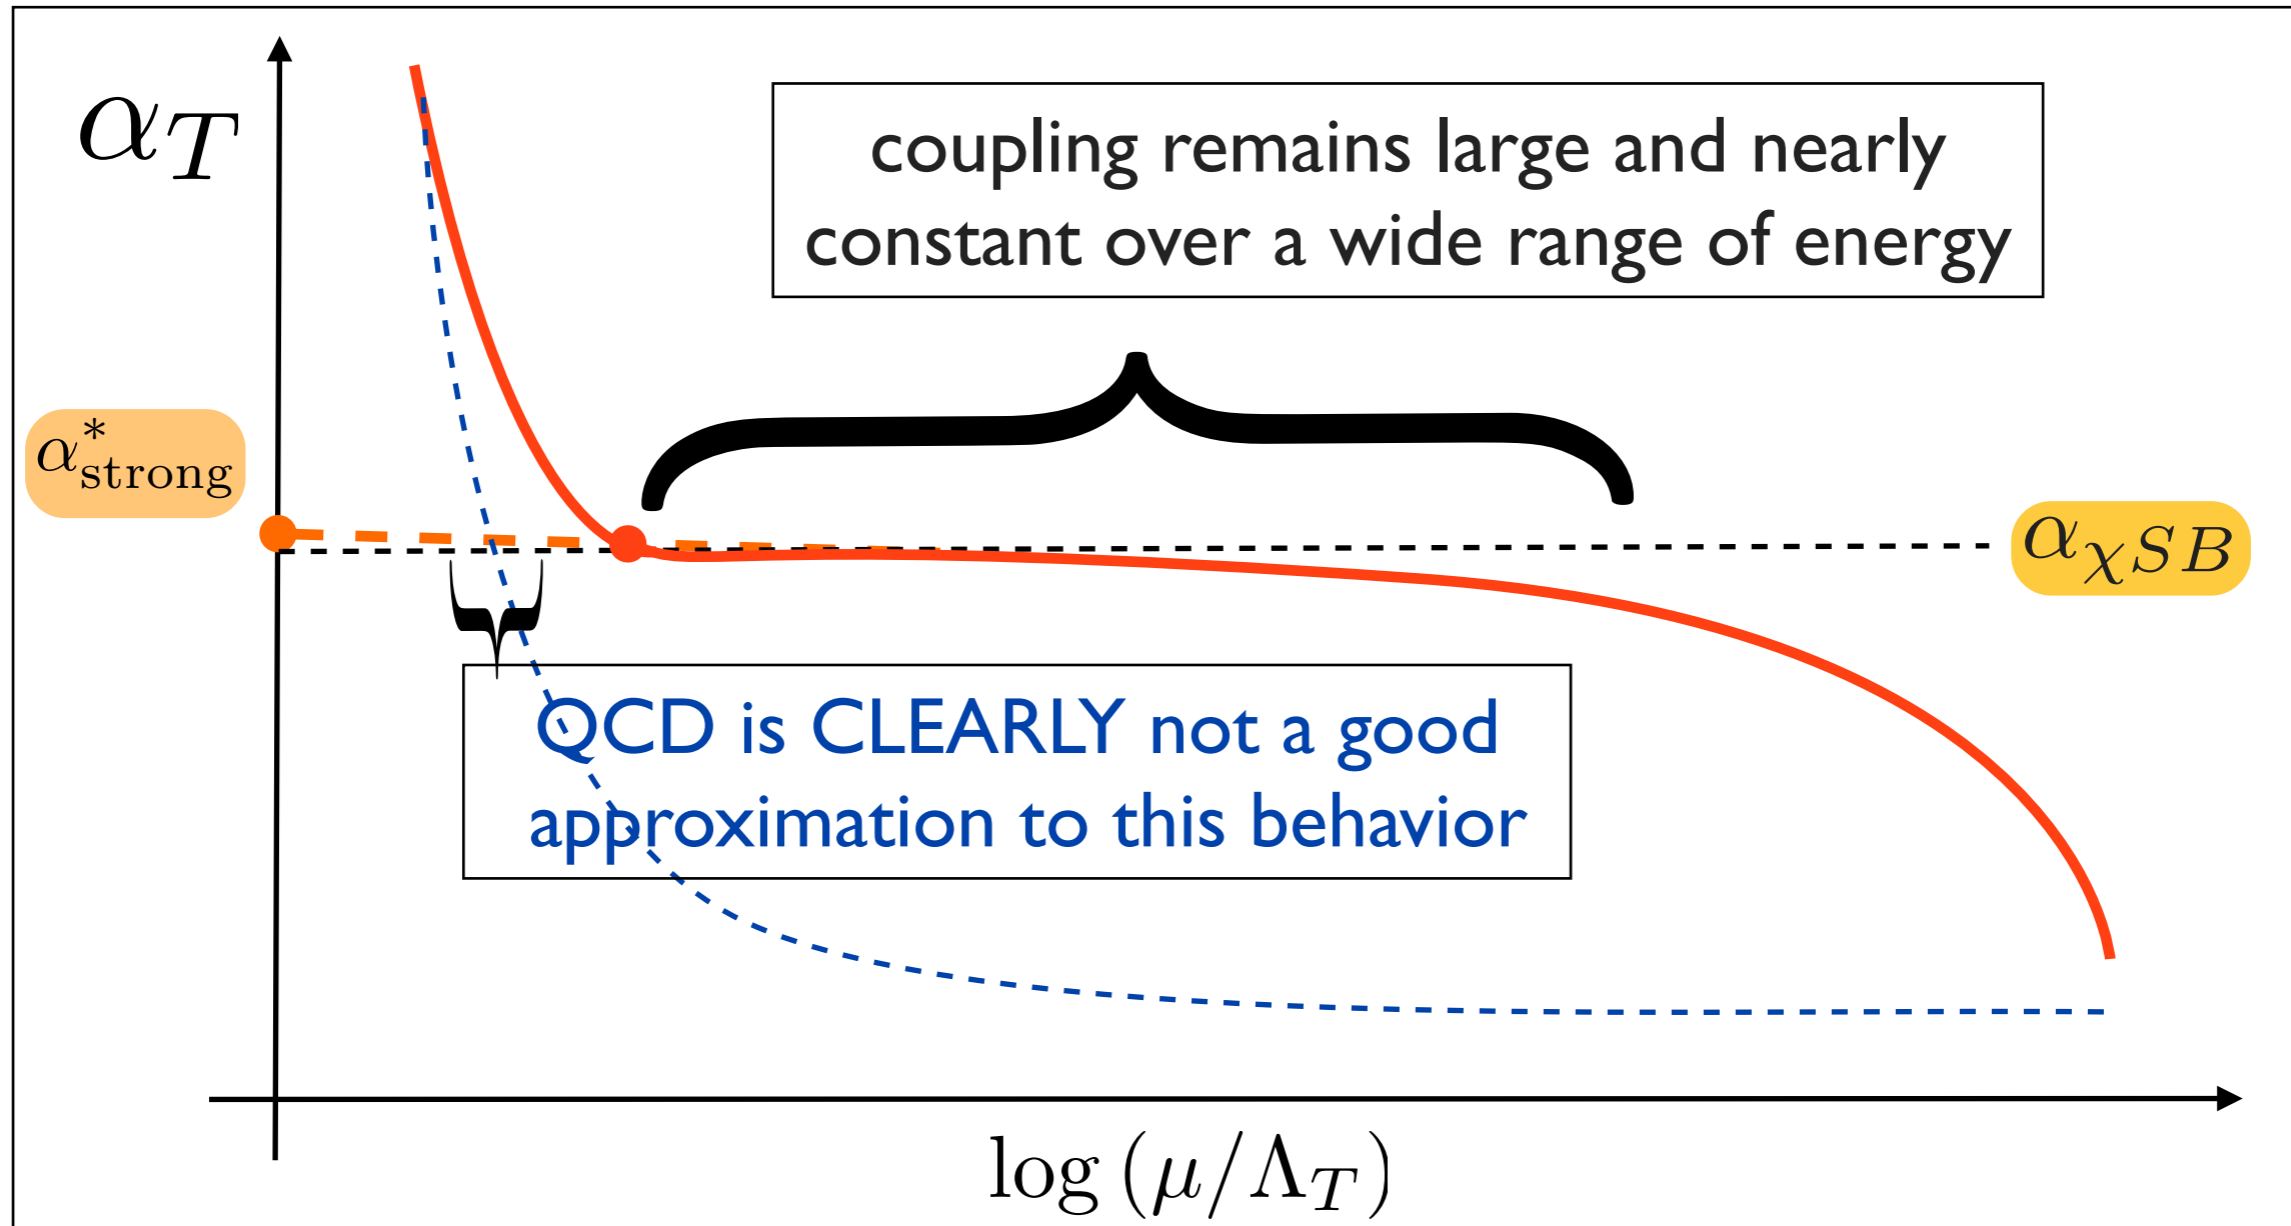 α_T
coupling remains large and nearly
constant over a wide range of energy
α*_strong
α_χSB
QCD is CLEARLY not a good
approximation to this behavior
log (μ/Λ_T)